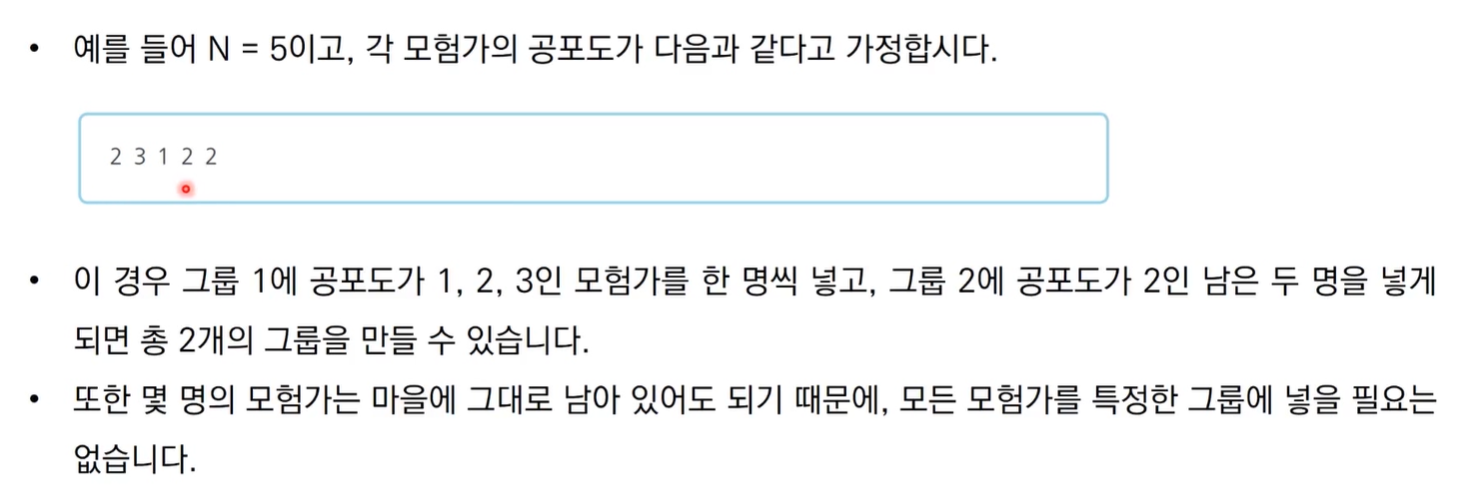 • 예를 들어 N = 5이고, 각 모험가의 공포도가 다음과 같다고 가정합시다.
2 3 1 2 2
• 이 경우 그룹 1에 공포도가 1, 2, 3인 모험가를 한 명씩 넣고, 그룹 2에 공포도가 2인 남은 두 명을 넣게
되면 총 2개의 그룹을 만들 수 있습니다.
• 또한 몇 명의 모험가는 마을에 그대로 남아 있어도 되기 때문에, 모든 모험가를 특정한 그룹에 넣을 필요는
없습니다.